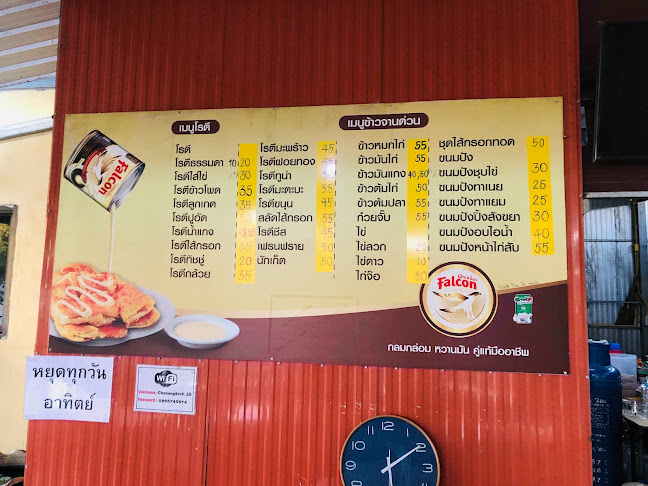 Falcon
เมนูโรตี
โรตี
โรตีธรรมดา 20
โรตีใส่ไข่ 30
โรตีข้าวโพด 35
โรตีลูกเกด 35
โรตีปูอัด
โรตีน้ำแกง
โรตีไส้กรอก 35
โรตีทิชชู่ 20
โรตีกล้วย 35
โรตีมะพร้าว 45
โรตีฝอยทอง 45
โรตีทูน่า
โรตีมะตะมะ 55
โรตีขนุน 45
สลัดไส้กรอก 55
โรตีชีส 45
เฟรนฟราย 50
นักเก็ต 50
เมนูข้าวจานด่วน
ข้าวหมกไก่ 55
ข้าวมันไก่ 55
ข้าวมันแกง 40,50
ข้าวต้มไก่ 50
ข้าวต้มปลา 55
ก๋วยจั๊บ 55
ไข่
ไข่ลวก 20
ไข่ดาว 10
ไก่จ๊อ 50
ชุดไส้กรอกทอด 50
ขนมปัง
ขนมปังชุบไข่ 30
ขนมปังทาเนย 25
ขนมปังทาแยม 25
ขนมปังปิ้งสังขยา 30
ขนมปังอบไอน้ำ 40
ขนมปังหน้าไก่สับ 55
Falcon
กลมกล่อม หวานมัน คู่แท้มืออาชีพ
หยุดทุกวัน
อาทิตย์
WiFi
Username :Chabangdech_2G
Password : 0855745614
12
1
2
3
4
8
9
10
11